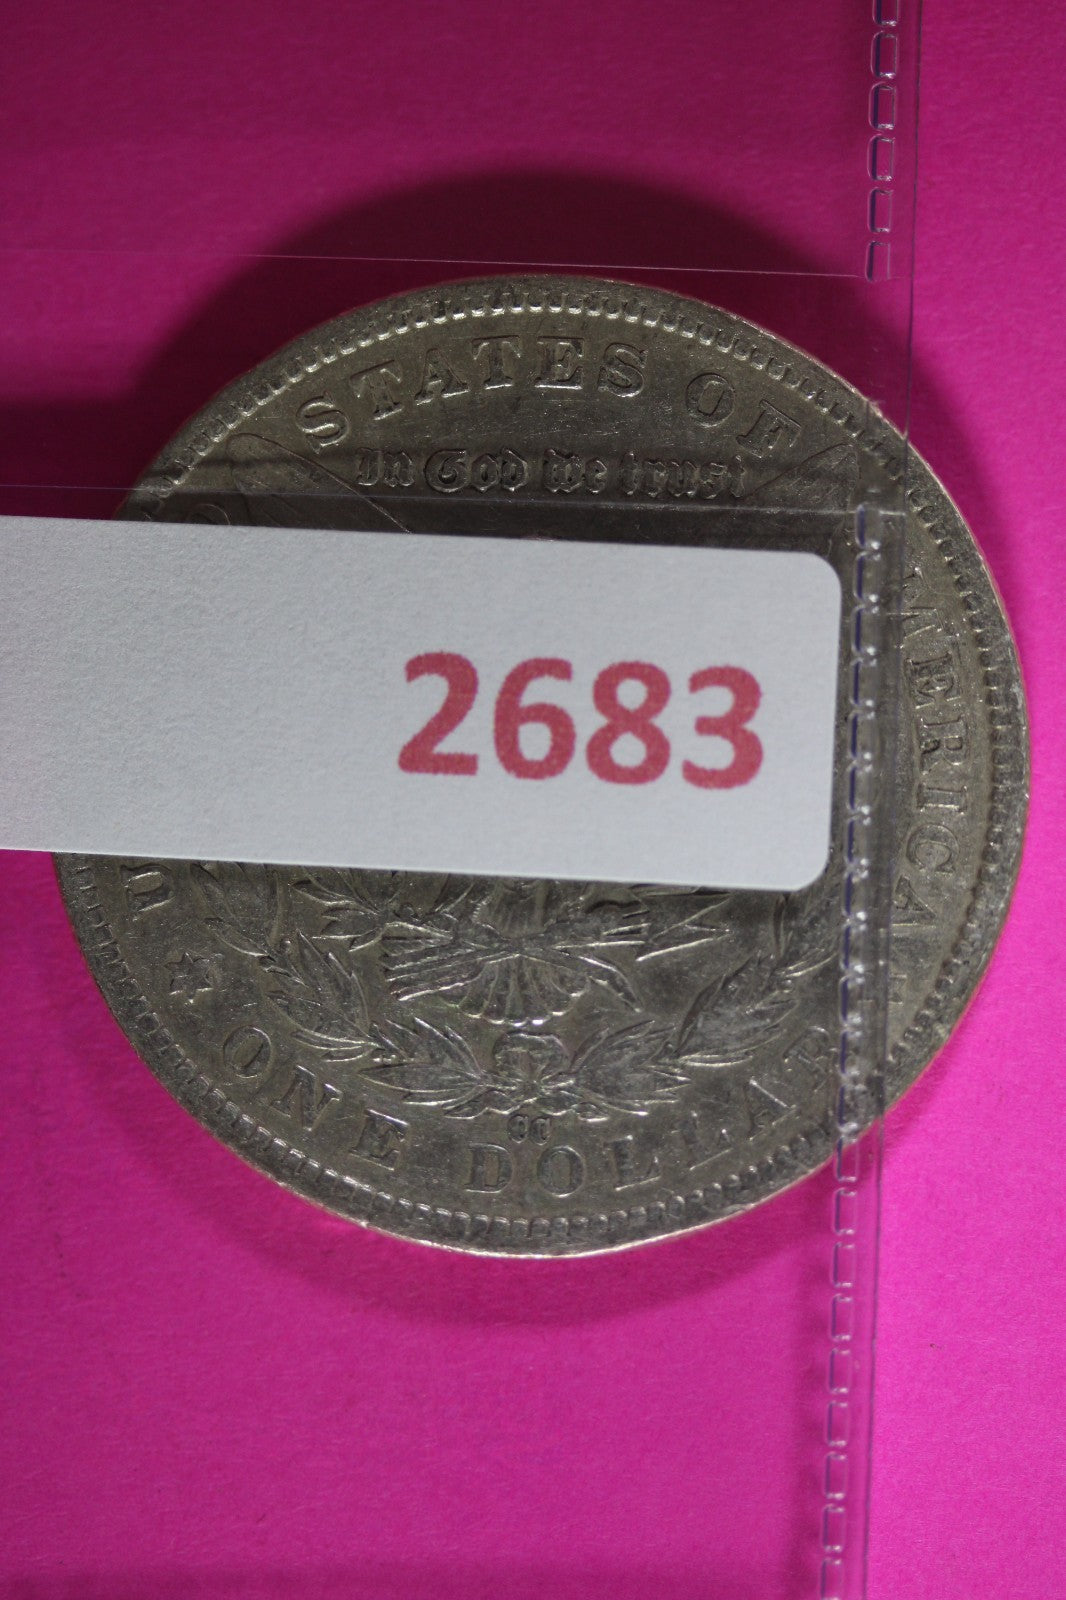 STATES OF
In God we trust
2683
AMERICA
ONE DOLLAR
CC